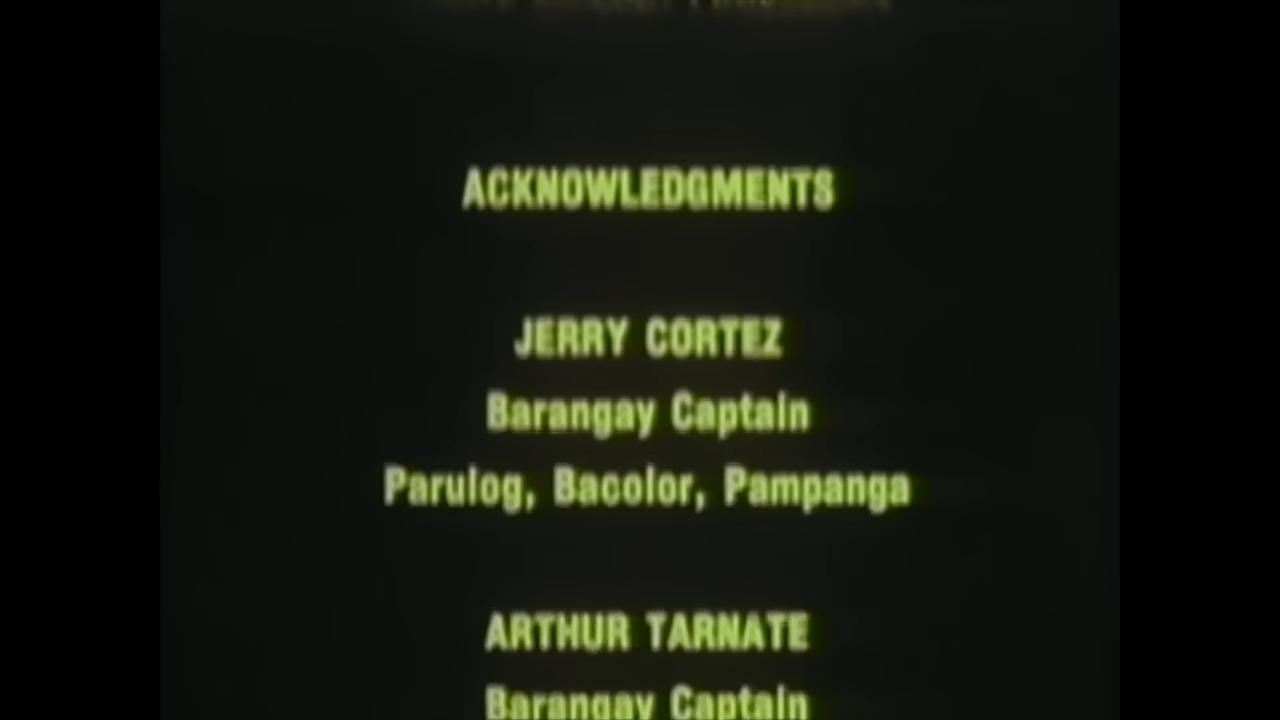 ACKNOWLEDGMENTS
JERRY CORTEZ
Barangay Captain
Parulog, Bacolor, Pampanga
ARTHUR TARNATE
Barangay Captain